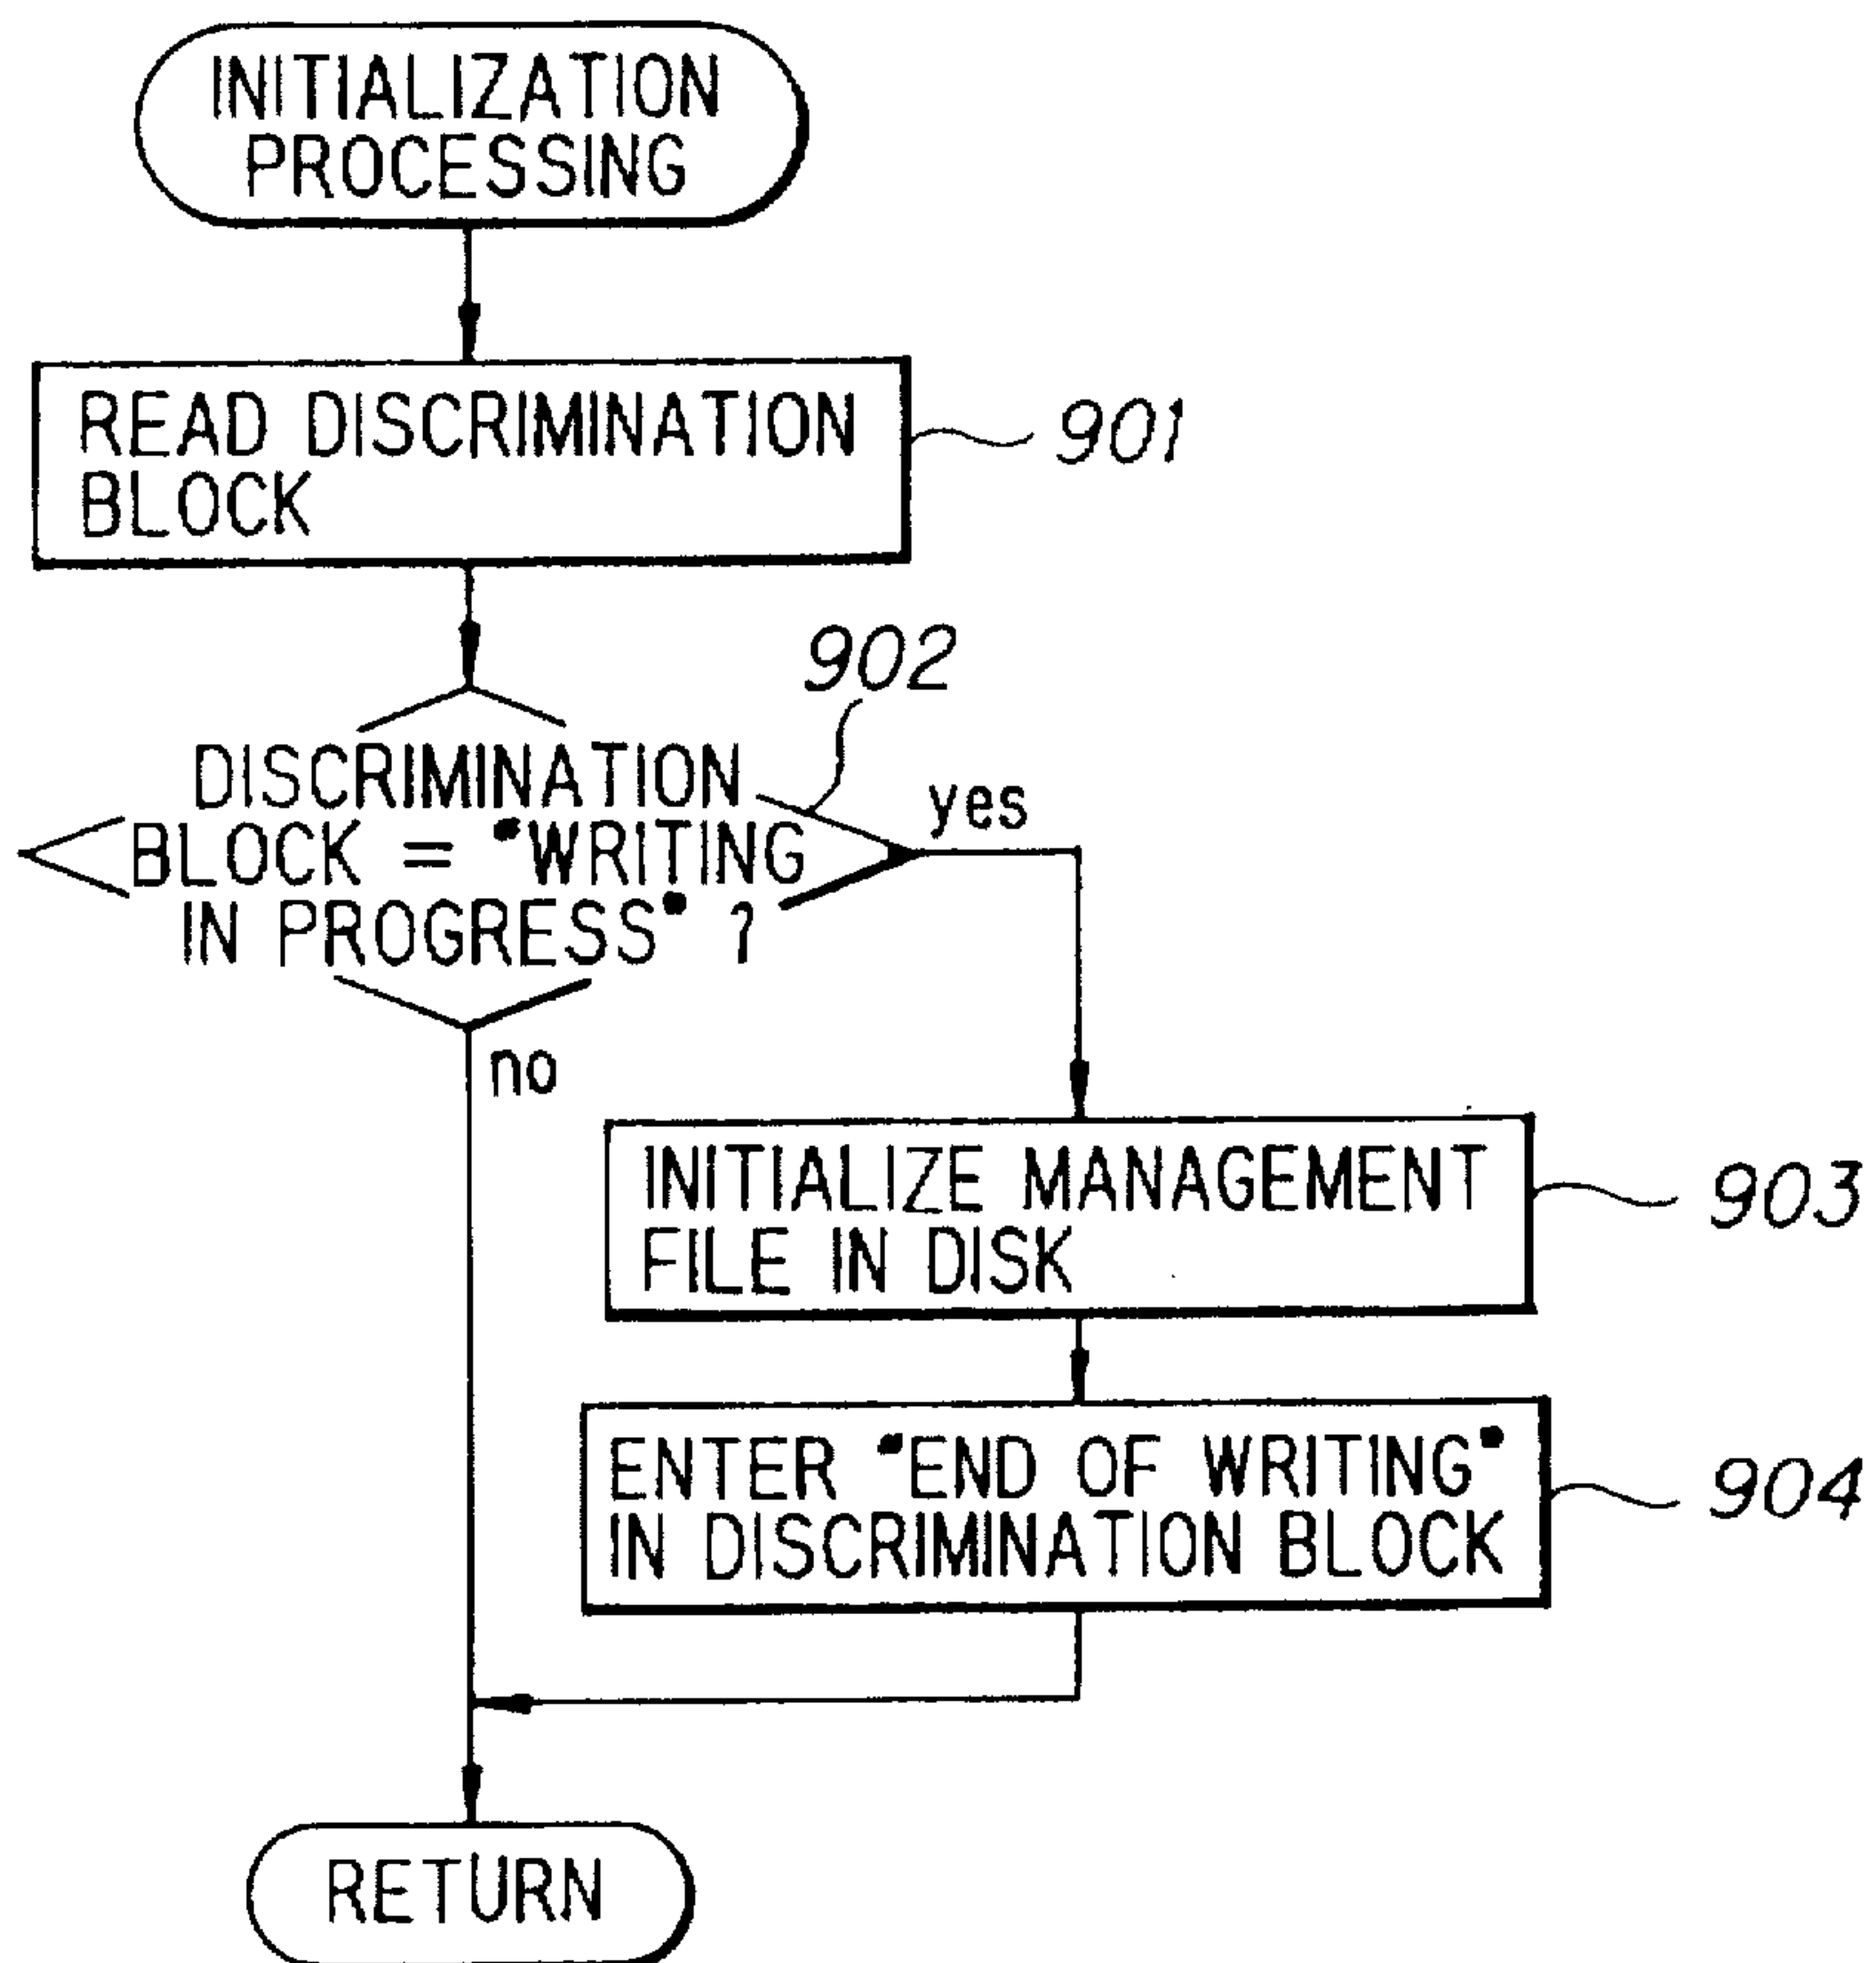 INITIALIZATION
PROCESSING
READ DISCRIMINATION
BLOCK
901
902
DISCRIMINATION
BLOCK = "WRITING
IN PROGRESS" ?
yes
no
INITIALIZE MANAGEMENT
FILE IN DISK
903
ENTER "END OF WRITING"
IN DISCRIMINATION BLOCK
904
RETURN